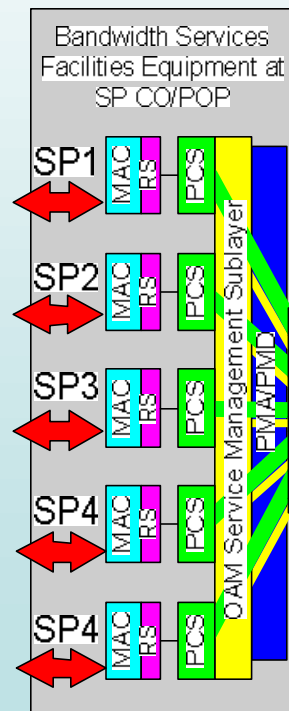 Bandwidth Services
Facilities Equipment at
SP CO/POP
SP1
MAC
RS
PCS
SP2
MAC
RS
PCS
SP3
MAC
RS
PCS
SP4
MAC
RS
PCS
SP4
MAC
RS
PCS
OAM Service Management Sublayer
PMA/PMD